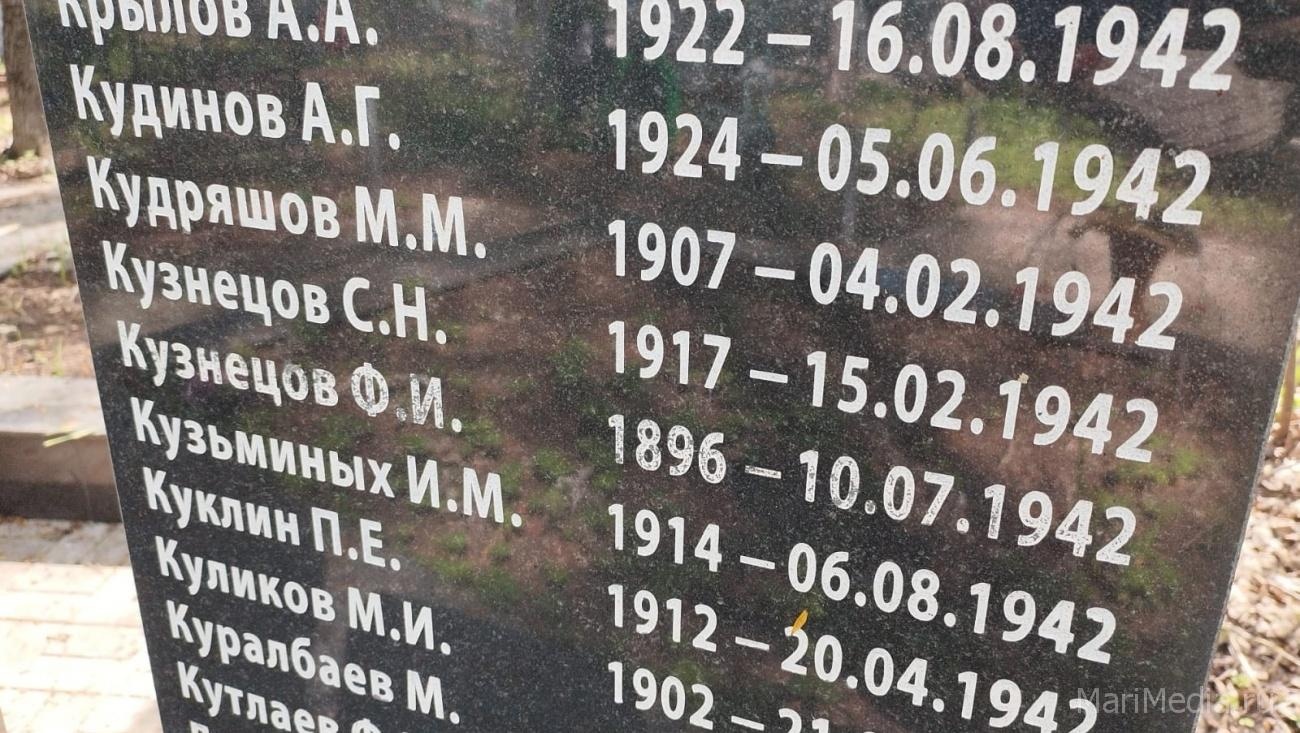 Крылов А.А. 1922 – 16.08.1942
Кудинов А.Г. 1924 – 05.06.1942
Кудряшов М.М. 1907 – 04.02.1942
Кузнецов С.Н. 1917 – 15.02.1942
Кузнецов Ф.И. 1896 – 10.07.1942
Кузьминых И.М. 1914 – 06.08.1942
Куклин П.Е. 1912 – 20.04.1942
Куликов М.И. 1902 – 21
Куралбаев М.
Кутлаев
MariMedia.ru